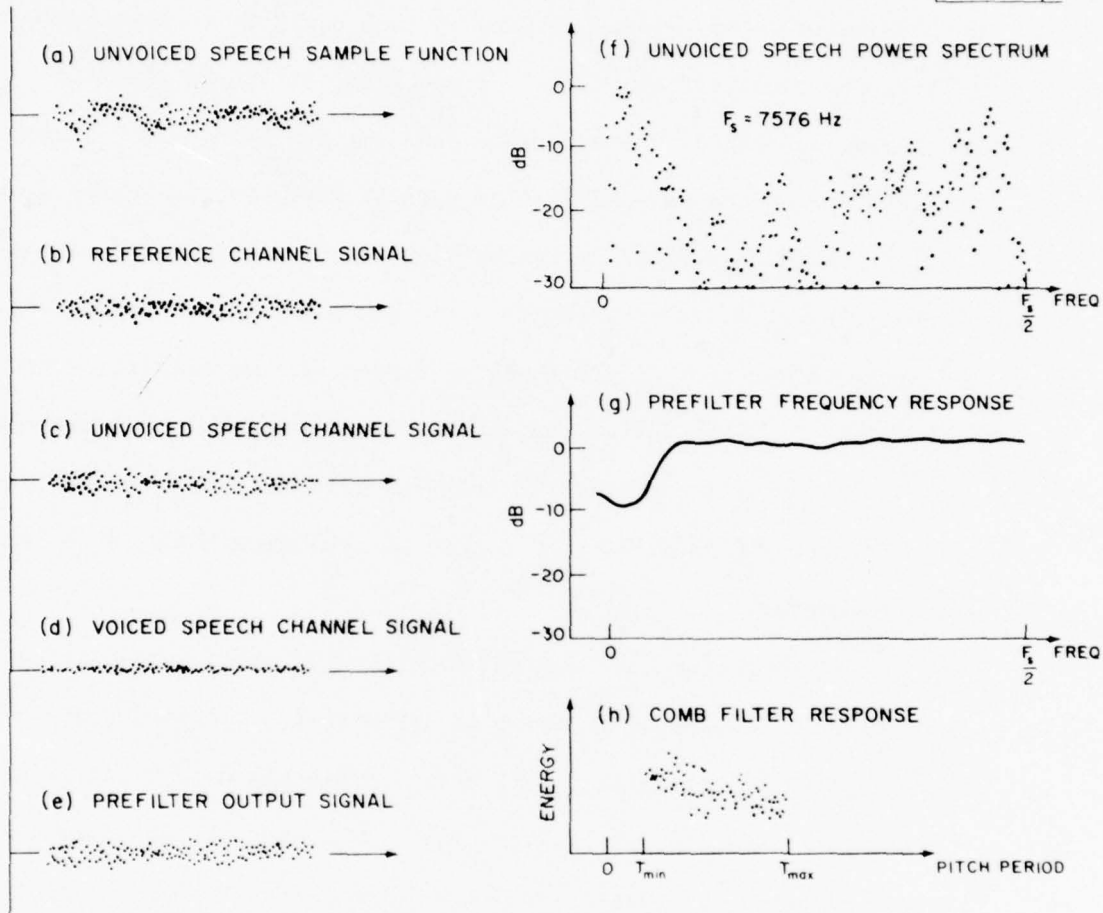 (a) UNVOICED SPEECH SAMPLE FUNCTION
(b) REFERENCE CHANNEL SIGNAL
(c) UNVOICED SPEECH CHANNEL SIGNAL
(d) VOICED SPEECH CHANNEL SIGNAL
(e) PREFILTER OUTPUT SIGNAL
(f) UNVOICED SPEECH POWER SPECTRUM
F_s = 7576 Hz
dB
0
-10
-20
-30
0
F_s/2 FREQ
(g) PREFILTER FREQUENCY RESPONSE
dB
0
-10
-20
-30
0
F_s/2 FREQ
(h) COMB FILTER RESPONSE
ENERGY
0 T_min T_max PITCH PERIOD